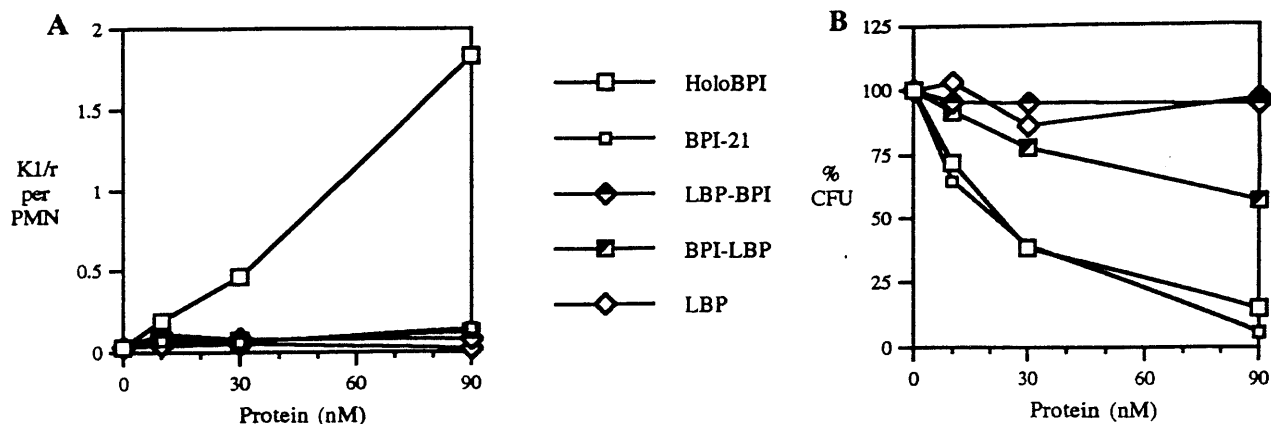 A
2
1.5
1
0.5
0
K1/r
per
PMN
0 30 60 90
Protein (nM)
HoloBPI
BPI-21
LBP-BPI
BPI-LBP
LBP
B
125
100
75
50
25
0
%
CFU
0 30 60 90
Protein (nM)